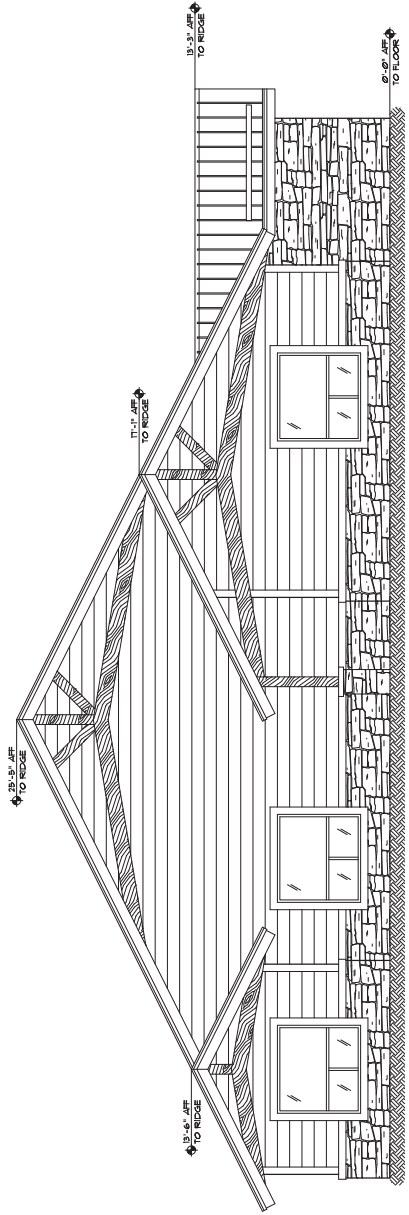 13'-6" AFF
TO RIDGE
25'-5" AFF
TO RIDGE
17'-1" AFF
TO RIDGE
13'-3" AFF
TO RIDGE
0'-0" AFF
TO FLOOR